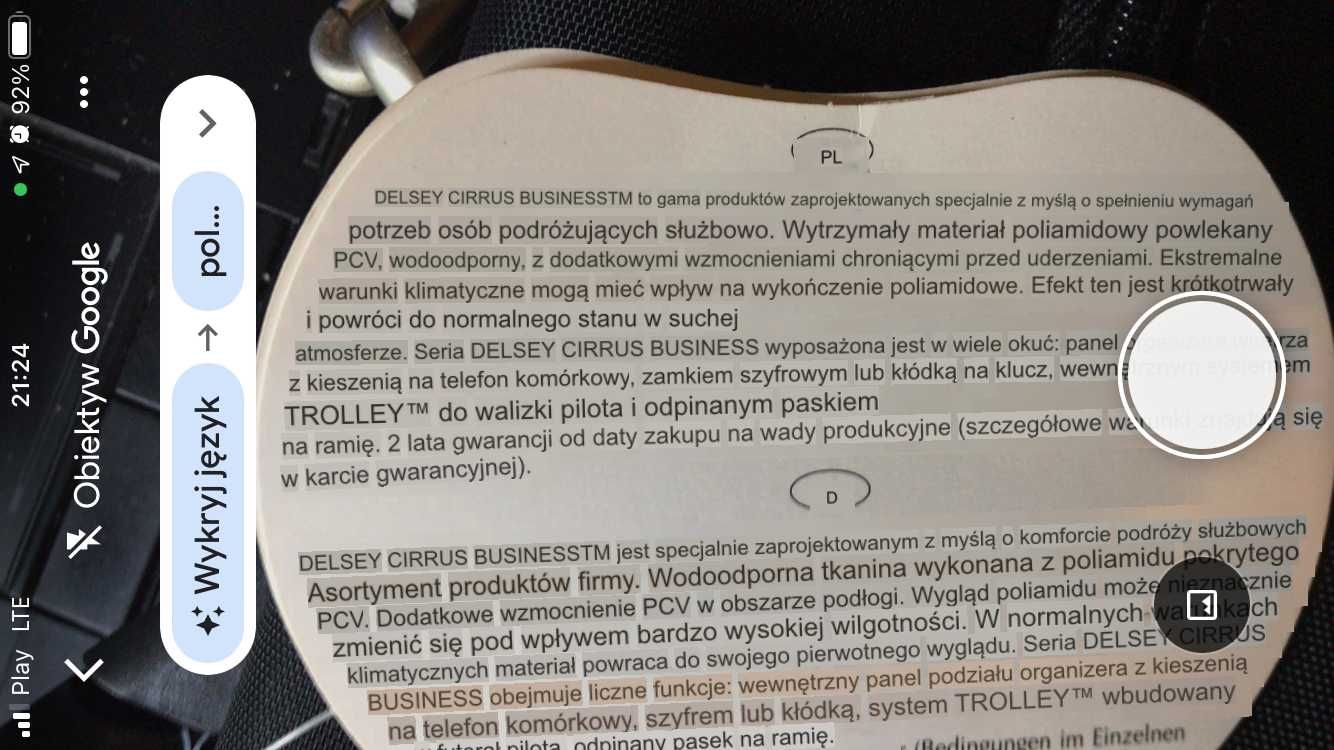 Play LTE 21:24 92%
Obiektyw Google
Wykryj język → pol...
PL
DELSEY CIRRUS BUSINESSTM to gama produktów zaprojektowanych specjalnie z myślą o spełnieniu wymagań
potrzeb osób podróżujących służbowo. Wytrzymały materiał poliamidowy powlekany
PCV, wodoodporny, z dodatkowymi wzmocnieniami chroniącymi przed uderzeniami. Ekstremalne
warunki klimatyczne mogą mieć wpływ na wykończenie poliamidowe. Efekt ten jest krótkotrwały
i powróci do normalnego stanu w suchej
atmosferze. Seria DELSEY CIRRUS BUSINESS wyposażona jest w wiele okuć: panel
z kieszenią na telefon komórkowy, zamkiem szyfrowym lub kłódką na klucz, wewnętrznym systemem
TROLLEY™ do walizki pilota i odpinanym paskiem
na ramię. 2 lata gwarancji od daty zakupu na wady produkcyjne (szczegółowe warunki znajdują się
w karcie gwarancyjnej).
D
DELSEY CIRRUS BUSINESSTM jest specjalnie zaprojektowanym z myślą o komforcie podróży służbowych
Asortyment produktów firmy. Wodoodporna tkanina wykonana z poliamidu pokrytego
PCV. Dodatkowe wzmocnienie PCV w obszarze podłogi. Wygląd poliamidu może nieznacznie
zmienić się pod wpływem bardzo wysokiej wilgotności. W normalnych warunkach
klimatycznych materiał powraca do swojego pierwotnego wyglądu. Seria DELSEY CIRRUS
BUSINESS obejmuje liczne funkcje: wewnętrzny panel podziału organizera z kieszenią
na telefon komórkowy, szyfrem lub kłódką, system TROLLEY™ wbudowany
futerał pilota, odpinany pasek na ramię.
(Bedingungen im Einzelnen